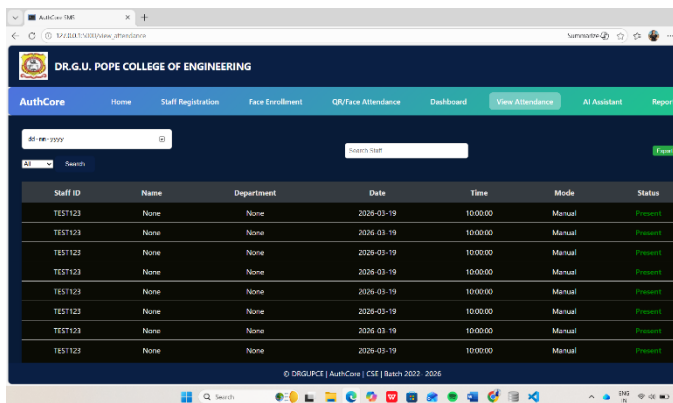 AuthCore EMS
127.0.0.1:5000/view_attendance
Summarize
DR.G.U. POPE COLLEGE OF ENGINEERING
AuthCore Home Staff Registration Face Enrollment QR/Face Attendance Dashboard View Attendance AI Assistant Repor
dd-mm-yyyy
Search Staff
Export
All Search
Staff ID Name Department Date Time Mode Status
TEST123 None None 2026-03-19 10:00:00 Manual Present
TEST123 None None 2026-03-19 10:00:00 Manual Present
TEST123 None None 2026-03-19 10:00:00 Manual Present
TEST123 None None 2026-03-19 10:00:00 Manual Present
TEST123 None None 2026-03-19 10:00:00 Manual Present
TEST123 None None 2026-03-19 10:00:00 Manual Present
TEST123 None None 2026-03-19 10:00:00 Manual Present
TEST123 None None 2026-03-19 10:00:00 Manual Present
© DRGUPCE | AuthCore | CSE | Batch 2022- 2026
Search
ENG
IN